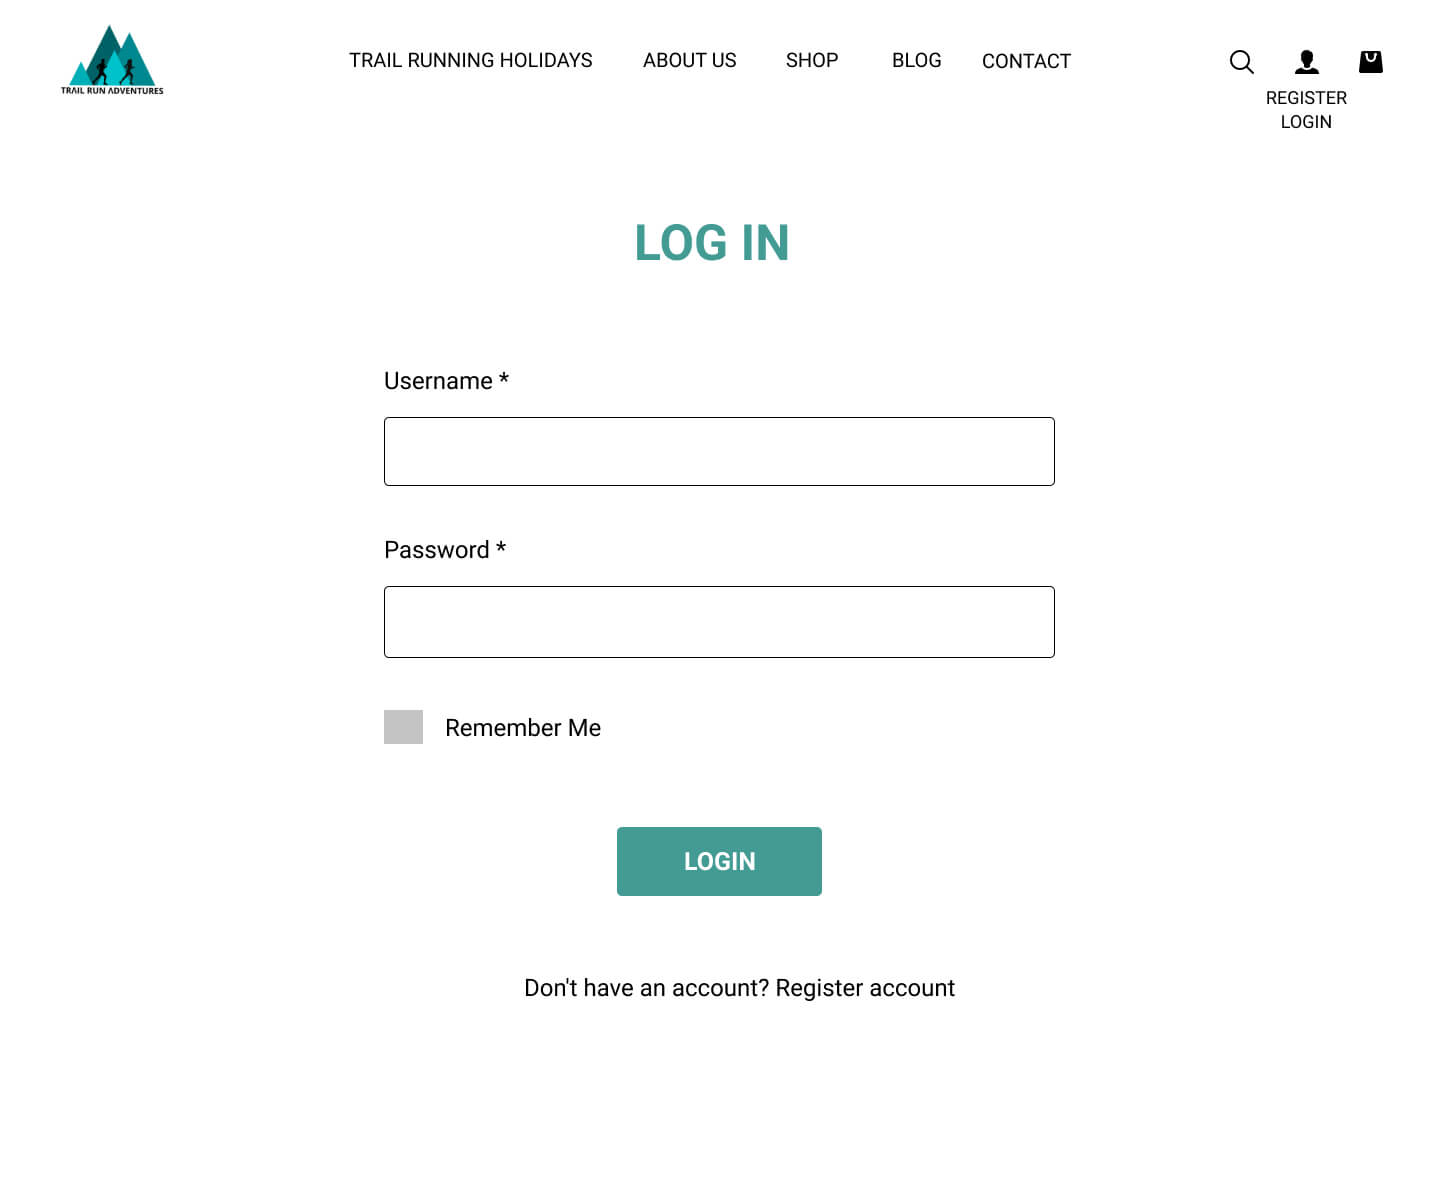 TRAIL RUN ADVENTURES
TRAIL RUNNING HOLIDAYS
ABOUT US
SHOP
BLOG
CONTACT
REGISTER
LOGIN
LOG IN
Username *
Password *
Remember Me
LOGIN
Don't have an account? Register account